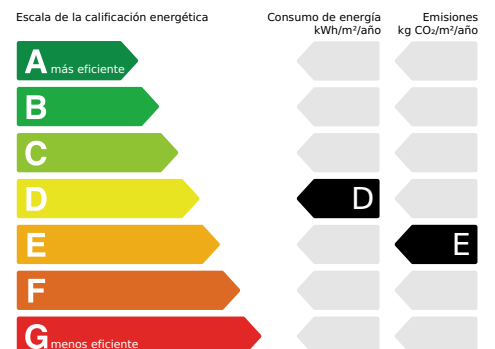 Escala de la calificación energética
Consumo de energía
kWh/m²/año
Emisiones
kg CO₂/m²/año
A más eficiente
B
C
D
D
E
E
F
G menos eficiente